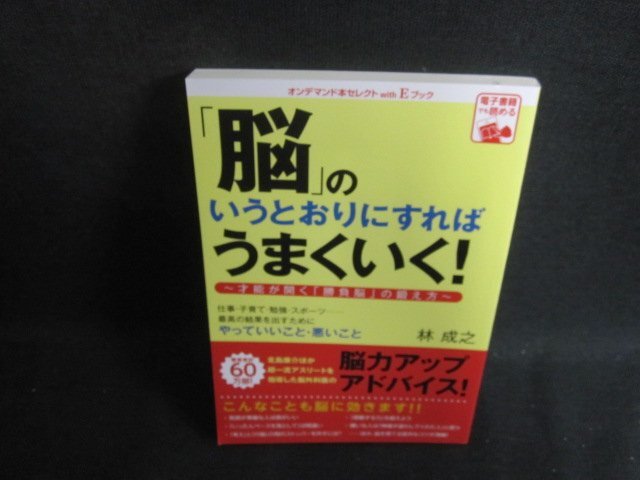 オンデマンド本セレクト with E ブック
電子書籍
でも読める
「脳」の
いうとおりにすれば
うまくいく!
~才能が開く「勝負脳」の鍛え方~
仕事・子育て・勉強・スポーツ……
最高の結果を出すために
やっていいこと・悪いこと
林 成之
60
万部!
北島康介ほか
超一流アスリートを
指導した脳外科医の
脳力アップ
アドバイス!
こんなことも脳に効きます!!